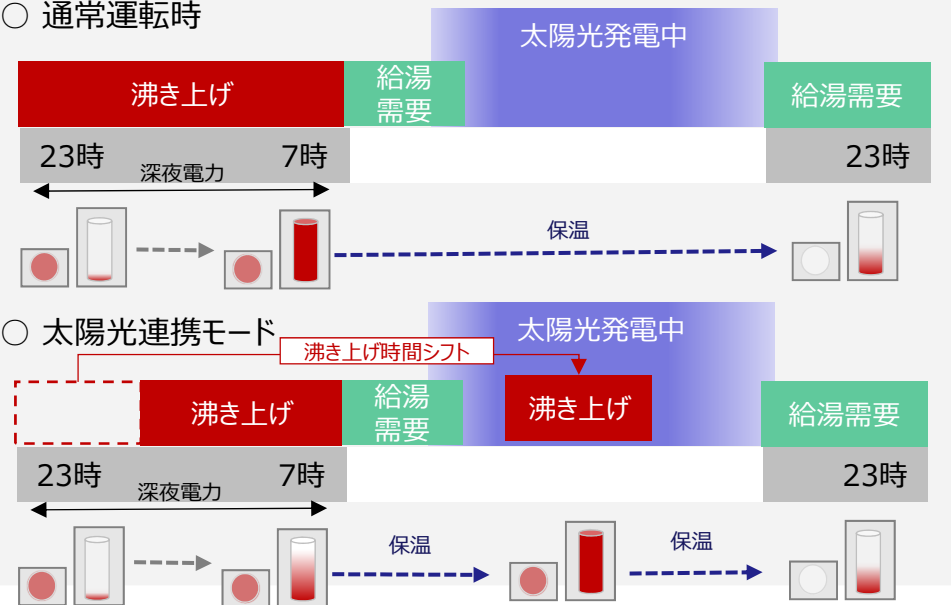 ○ 通常運転時
太陽光発電中
沸き上げ
給湯
需要
給湯需要
23時
7時
23時
深夜電力
保温
○ 太陽光連携モード
太陽光発電中
沸き上げ時間シフト
沸き上げ
給湯
需要
沸き上げ
給湯需要
23時
7時
23時
深夜電力
保温
保温